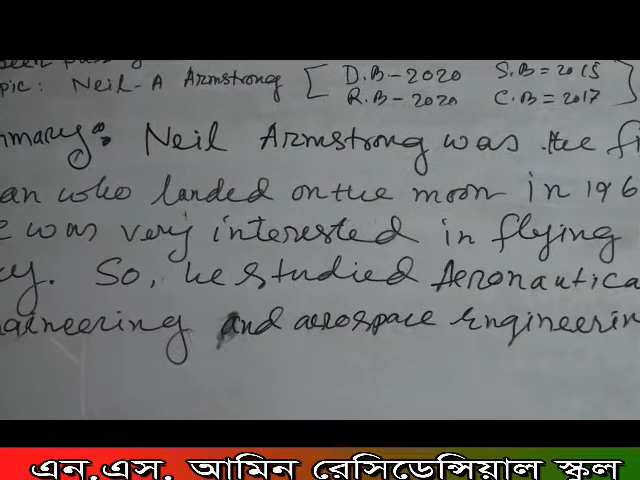 pic: Neil-A Armstrong [ D.B-2020 S.B=2015
R.B-2020 C.B=2017 ]
mmary: Neil Armstrong was the fi
an who landed on the moon in 196
e was very interested in flying
cy. So, he studied Aeronautica
ngineering and aerospace Engineerin
এন.এস. আমিন রেসিডেন্সিয়াল স্কুল